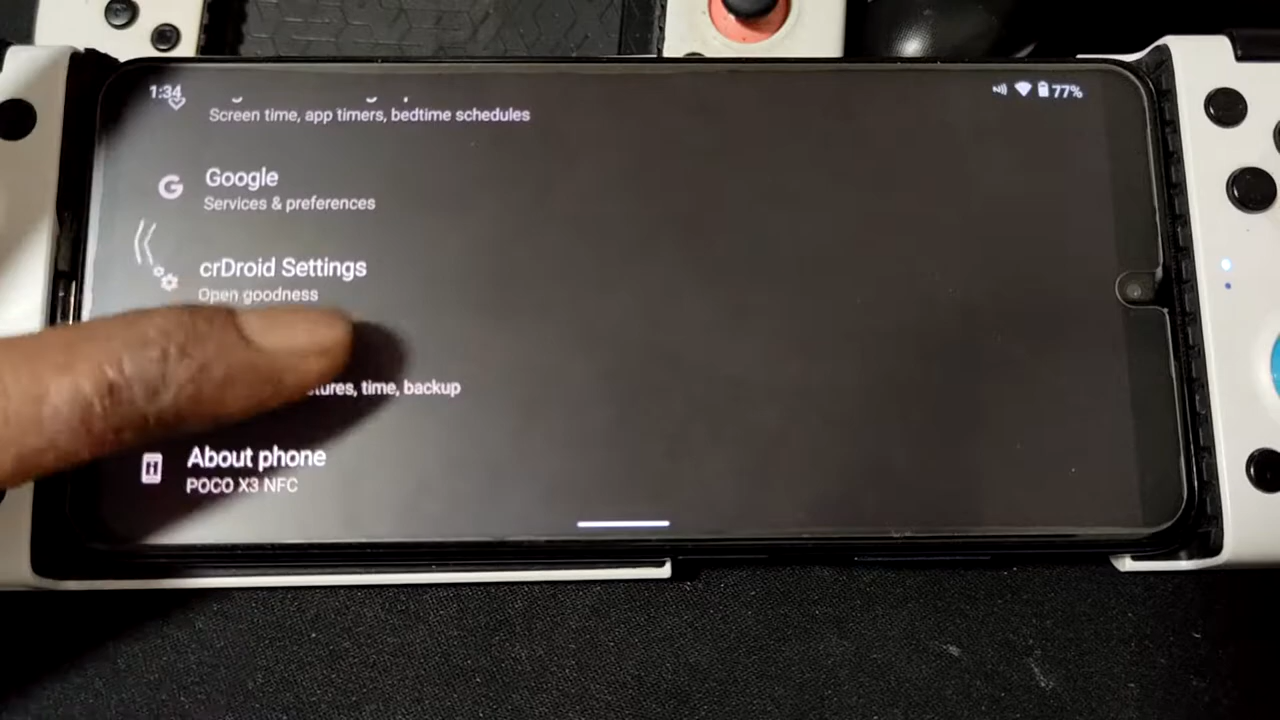 1:34
77%
Screen time, app timers, bedtime schedules
Google
Services & preferences
crDroid Settings
Open goodness
time, backup
About phone
POCO X3 NFC